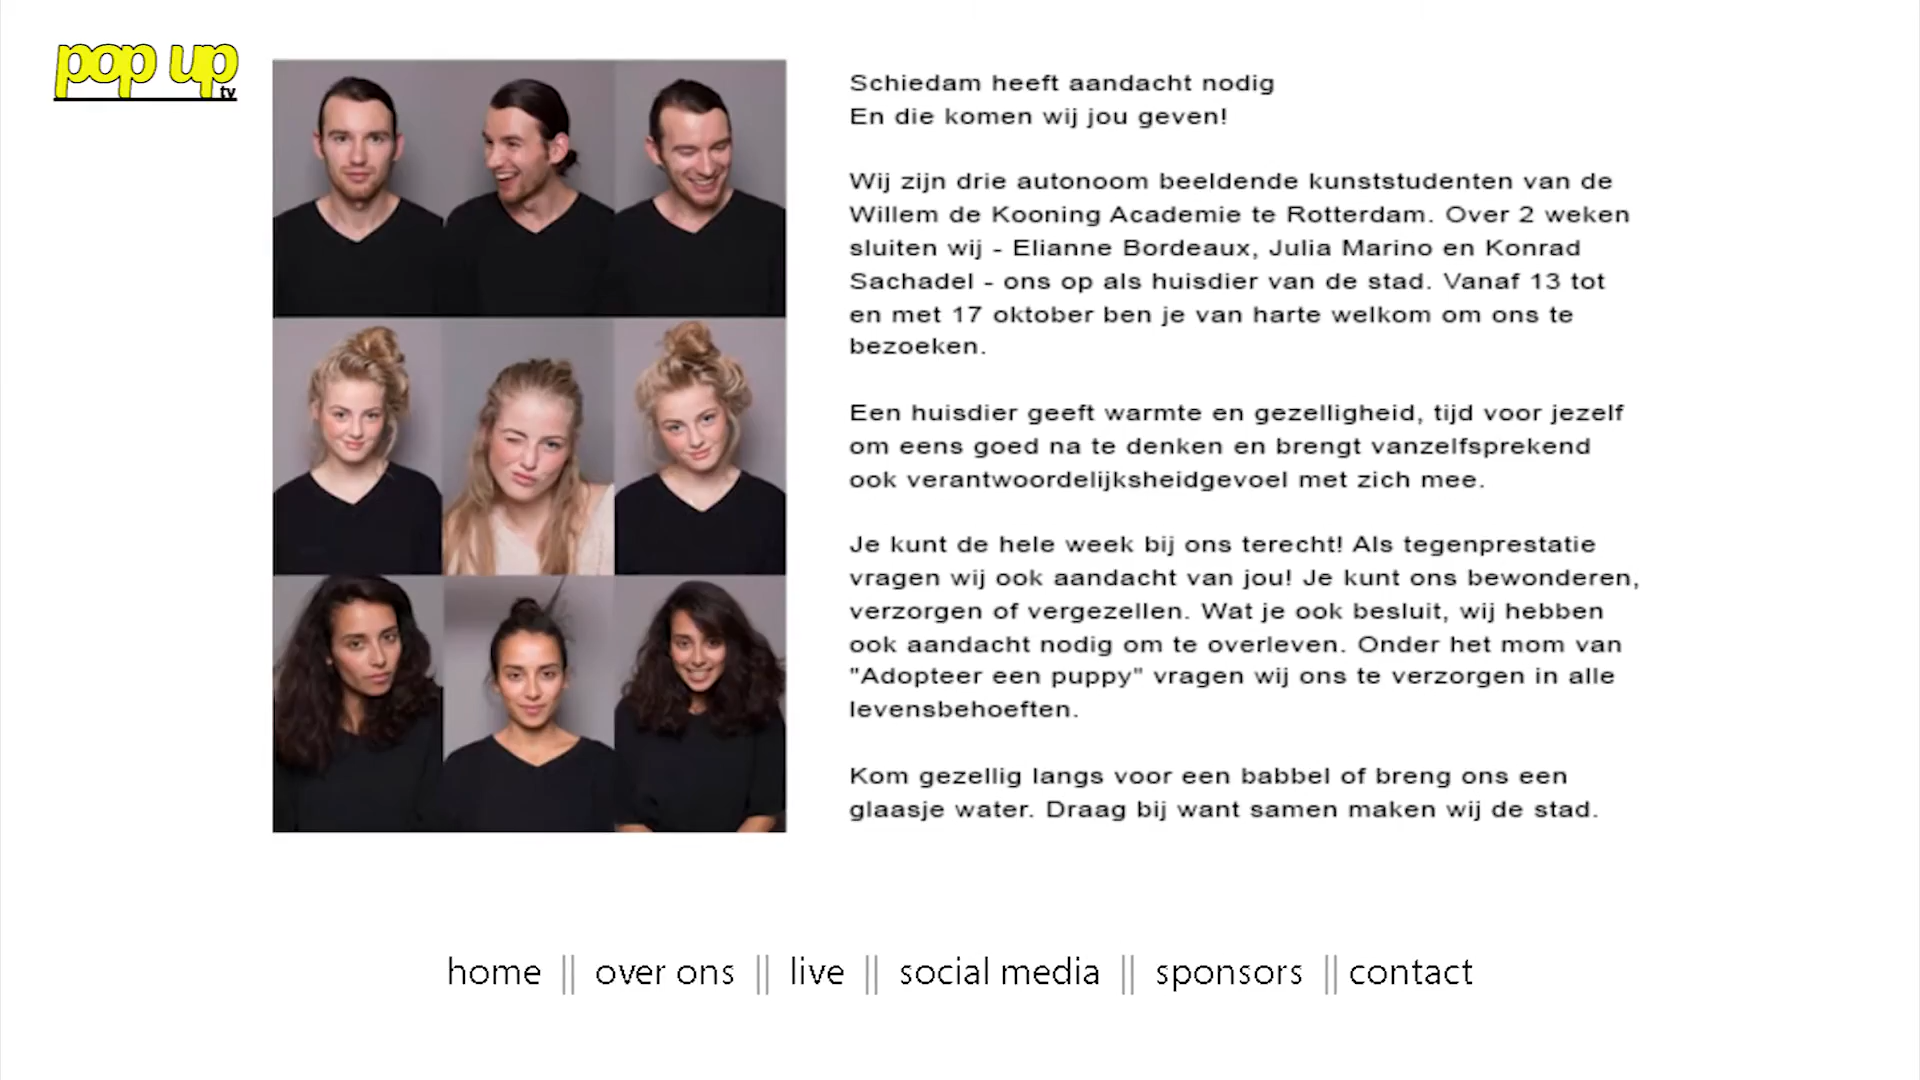 pop up
tv
Schiedam heeft aandacht nodig
En die komen wij jou geven!
Wij zijn drie autonoom beeldende kunststudenten van de
Willem de Kooning Academie te Rotterdam. Over 2 weken
sluiten wij - Elianne Bordeaux, Julia Marino en Konrad
Sachadel - ons op als huisdier van de stad. Vanaf 13 tot
en met 17 oktober ben je van harte welkom om ons te
bezoeken.
Een huisdier geeft warmte en gezelligheid, tijd voor jezelf
om eens goed na te denken en brengt vanzelfsprekend
ook verantwoordelijksheidgevoel met zich mee.
Je kunt de hele week bij ons terecht! Als tegenprestatie
vragen wij ook aandacht van jou! Je kunt ons bewonderen,
verzorgen of vergezellen. Wat je ook besluit, wij hebben
ook aandacht nodig om te overleven. Onder het mom van
"Adopteer een puppy" vragen wij ons te verzorgen in alle
levensbehoeften.
Kom gezellig langs voor een babbel of breng ons een
glaasje water. Draag bij want samen maken wij de stad.
home || over ons || live || social media || sponsors || contact